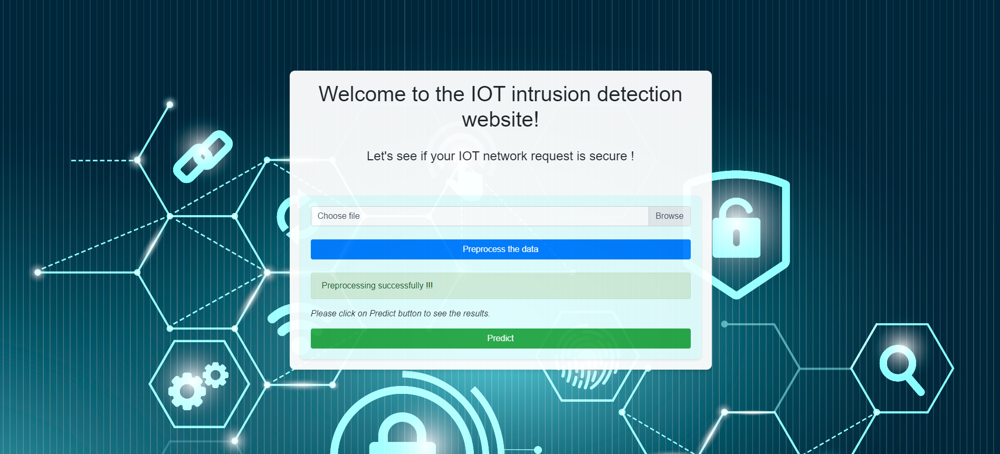 Welcome to the IOT intrusion detection
website!
Let's see if your IOT network request is secure !
Choose file
Browse
Preprocess the data
Preprocessing successfully !!!
Please click on Predict button to see the results.
Predict